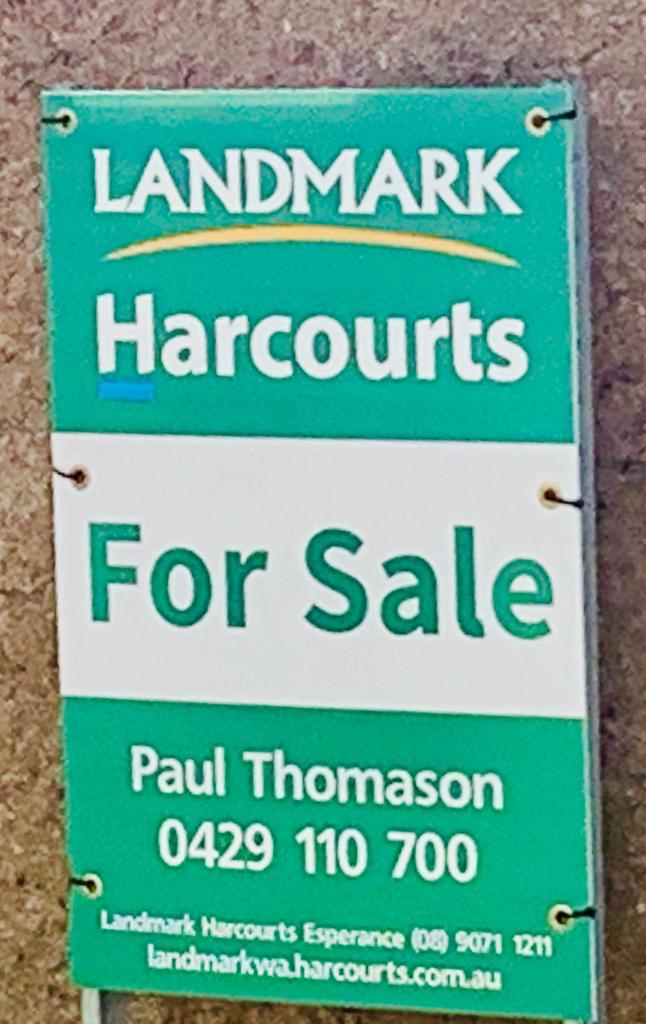 LANDMARK
Harcourts
For Sale
Paul Thomason
0429 110 700
Landmark Harcourts Esperance (08) 9071 1211
landmarkwa.harcourts.com.au